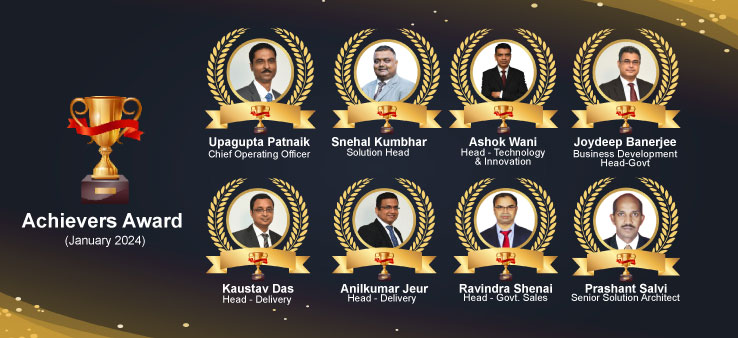 Achievers Award
(January 2024)
Upagupta Patnaik
Chief Operating Officer
Snehal Kumbhar
Solution Head
Ashok Wani
Head - Technology
& Innovation
Joydeep Banerjee
Business Development
Head-Govt
Kaustav Das
Head - Delivery
Anilkumar Jeur
Head - Delivery
Ravindra Shenai
Head - Govt. Sales
Prashant Salvi
Senior Solution Architect